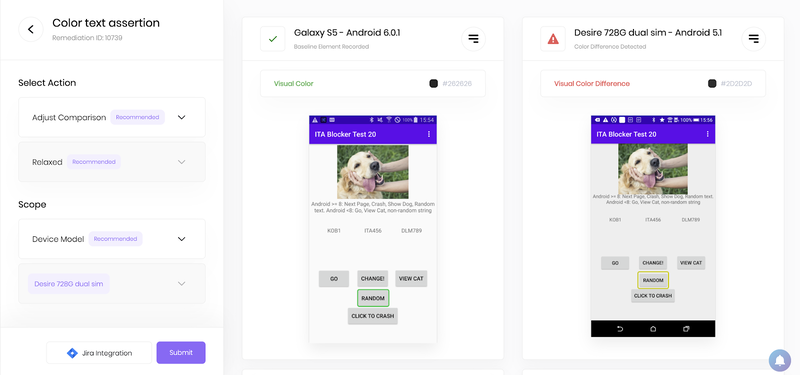 Color text assertion
Remediation ID: 10739
Select Action
Adjust Comparison Recommended
Relaxed Recommended
Scope
Device Model Recommended
Desire 728G dual sim
Jira Integration Submit
Galaxy S5 - Android 6.0.1
Baseline Element Recorded
Visual Color #252525
15:54
ITA Blocker Test 20
Android >= 8: Next Page, Crash, Show Dog, Random
text. Android <8: Go, View Cat, non-random string
KOB1 ITA456 DLM789
GO CHANGE! VIEW CAT
RANDOM
CLICK TO CRASH
Desire 728G dual sim - Android 5.1
Color Difference Detected
Visual Color Difference #2D2D2D
100% 15:56
ITA Blocker Test 20
Android >= 8: Next Page, Crash, Show Dog, Random text.
Android <8: Go, View Cat, non-random string
KOB1 ITA456 DLM789
GO CHANGE! VIEW CAT
RANDOM
CLICK TO CRASH